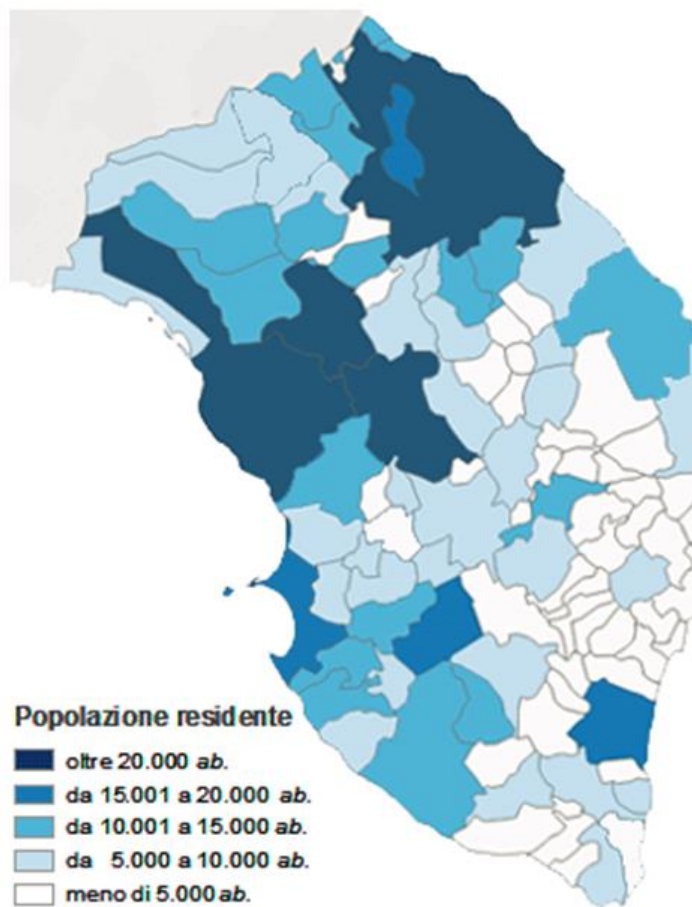 Popolazione residente
oltre 20.000 ab.
da 15.001 a 20.000 ab.
da 10.001 a 15.000 ab.
da 5.000 a 10.000 ab.
meno di 5.000 ab.